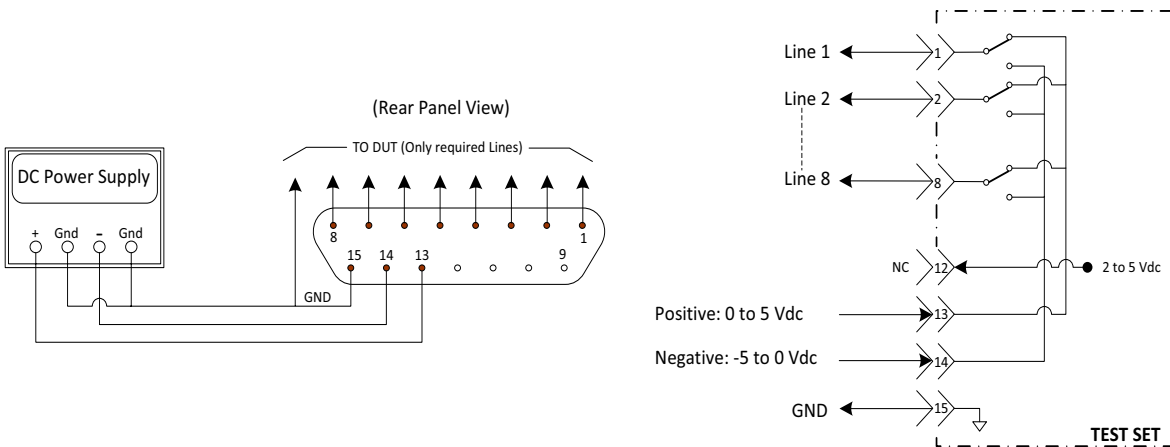 (Rear Panel View)
TO DUT (Only required Lines)
DC Power Supply
+ Gnd - Gnd
8 1
15 14 13 9
GND
Line 1 1
Line 2 2
Line 8 8
NC 12 2 to 5 Vdc
Positive: 0 to 5 Vdc 13
Negative: -5 to 0 Vdc 14
GND 15
TEST SET